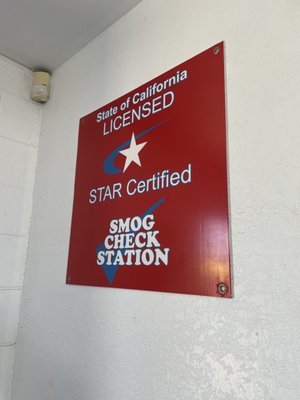 State of California
LICENSED
STAR Certified
SMOG
CHECK
STATION